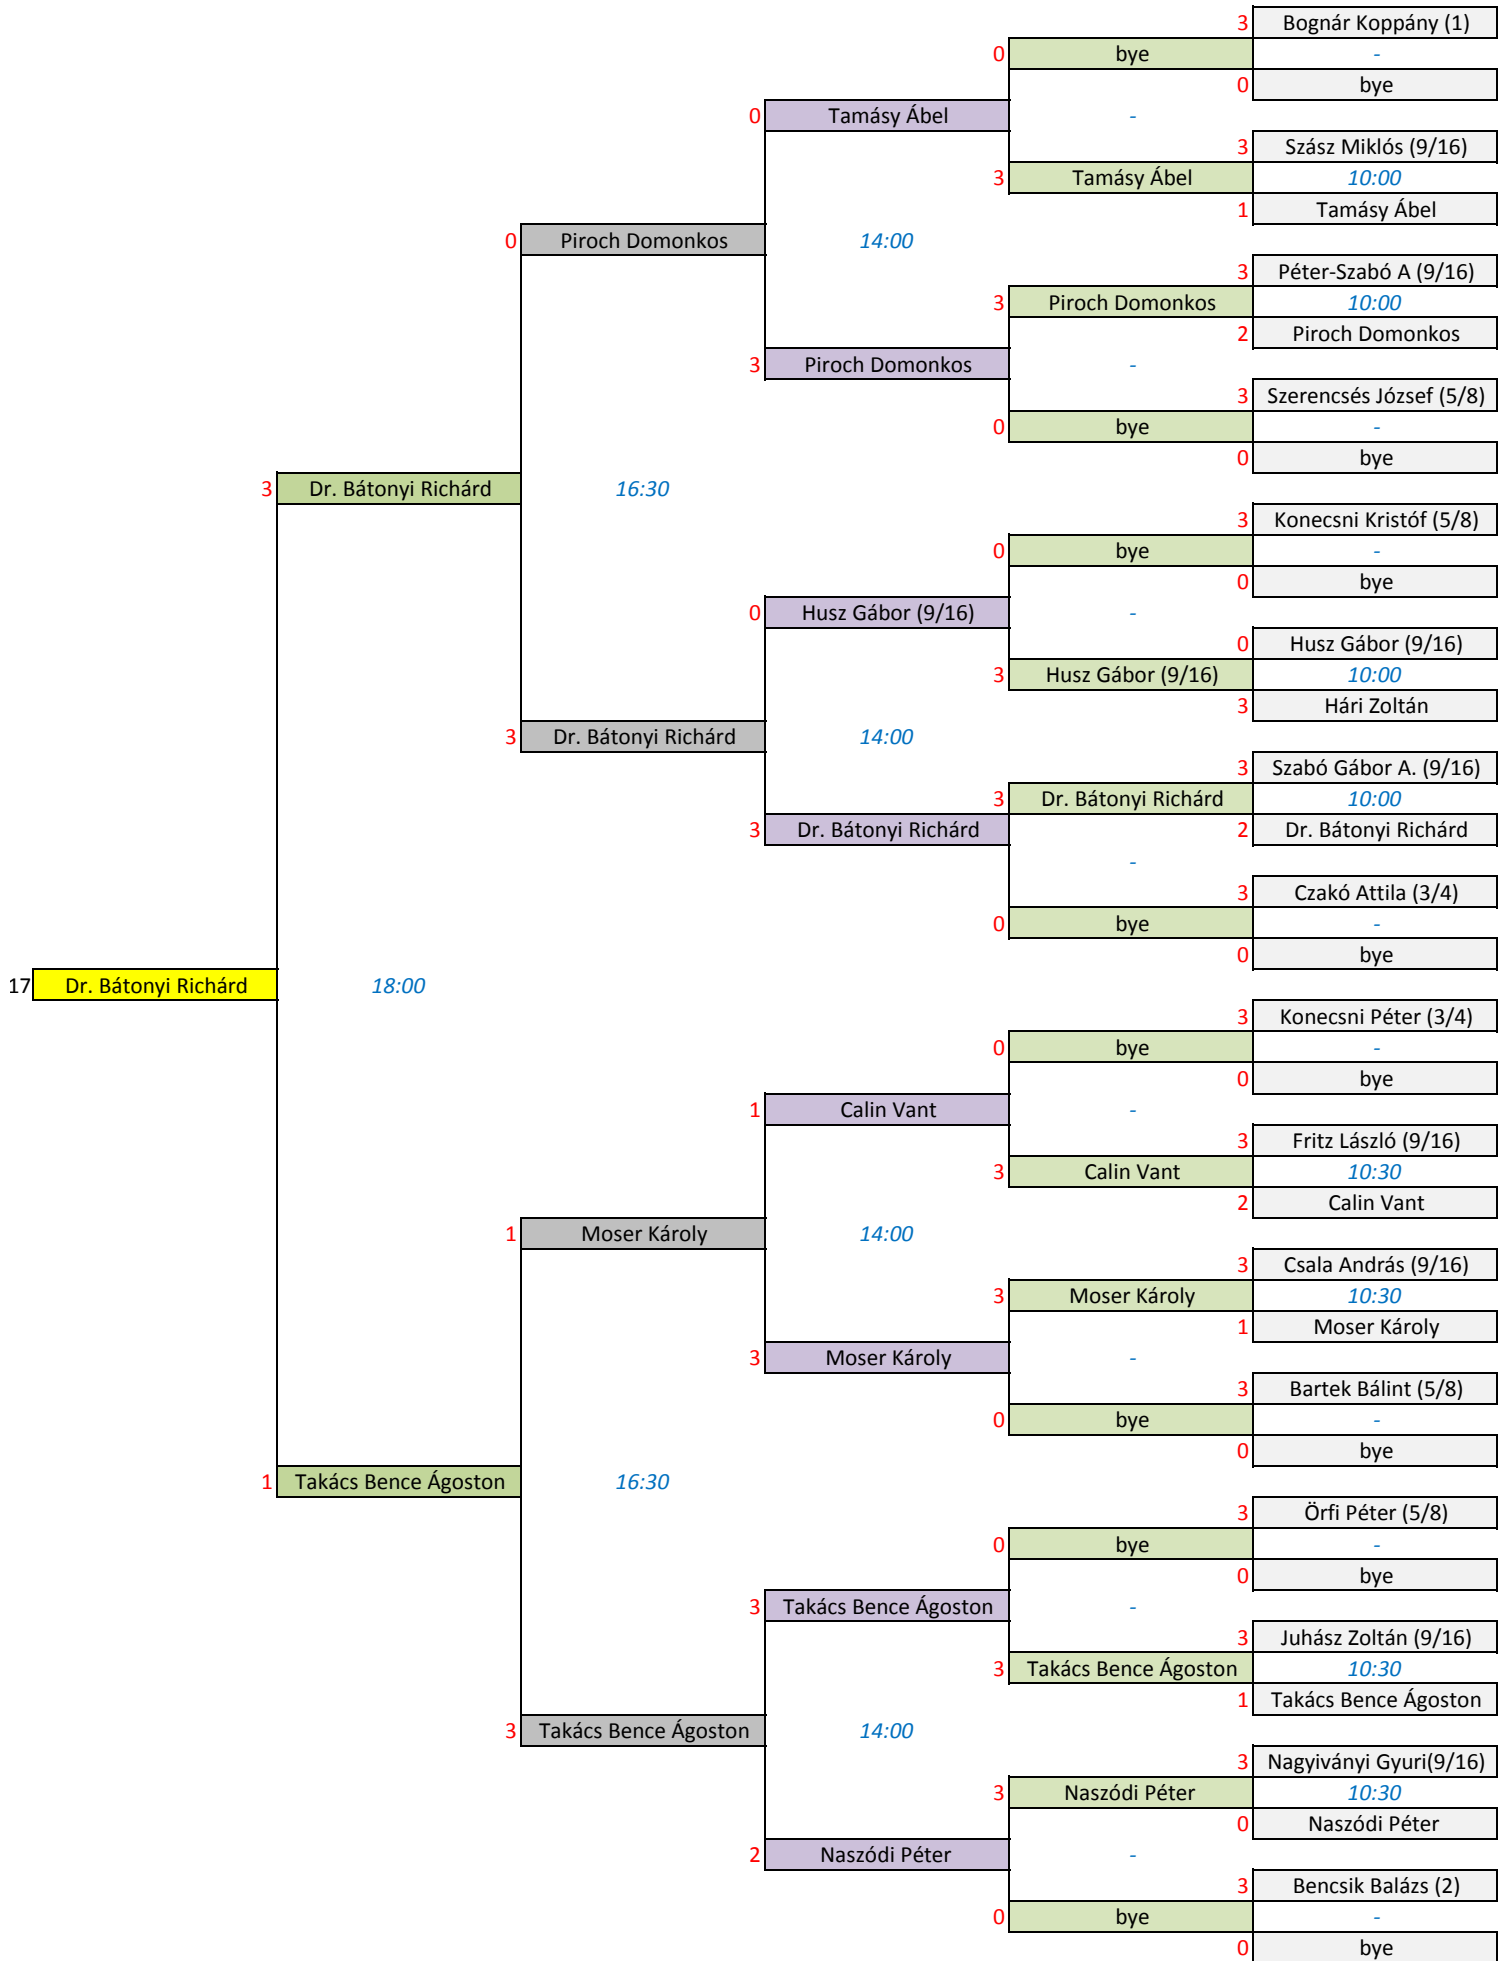 3 Bognár Koppány (1)
0 bye -
0 bye
0 Tamásy Ábel -
3 Szász Miklós (9/16)
3 Tamásy Ábel 10:00
1 Tamásy Ábel
0 Piroch Domonkos 14:00
3 Péter-Szabó A (9/16)
3 Piroch Domonkos 10:00
2 Piroch Domonkos
3 Piroch Domonkos -
3 Szerencsés József (5/8)
0 bye -
0 bye
3 Dr. Bátonyi Richárd 16:30
3 Konecsni Kristóf (5/8)
0 bye -
0 bye
0 Husz Gábor (9/16) -
0 Husz Gábor (9/16)
3 Husz Gábor (9/16) 10:00
3 Hári Zoltán
3 Dr. Bátonyi Richárd 14:00
3 Szabó Gábor A. (9/16)
3 Dr. Bátonyi Richárd 10:00
3 Dr. Bátonyi Richárd 2 Dr. Bátonyi Richárd
-
3 Czakó Attila (3/4)
0 bye -
0 bye
17 Dr. Bátonyi Richárd 18:00
3 Konecsni Péter (3/4)
0 bye -
0 bye
1 Calin Vant -
3 Fritz László (9/16)
3 Calin Vant 10:30
2 Calin Vant
1 Moser Károly 14:00
3 Csala András (9/16)
3 Moser Károly 10:30
1 Moser Károly
3 Moser Károly -
3 Bartek Bálint (5/8)
0 bye -
0 bye
1 Takács Bence Ágoston 16:30
3 Örfi Péter (5/8)
0 bye -
0 bye
3 Takács Bence Ágoston -
3 Juhász Zoltán (9/16)
3 Takács Bence Ágoston 10:30
1 Takács Bence Ágoston
3 Takács Bence Ágoston 14:00
3 Nagyiványi Gyuri(9/16)
3 Naszódi Péter 10:30
0 Naszódi Péter
2 Naszódi Péter -
3 Bencsik Balázs (2)
0 bye -
0 bye